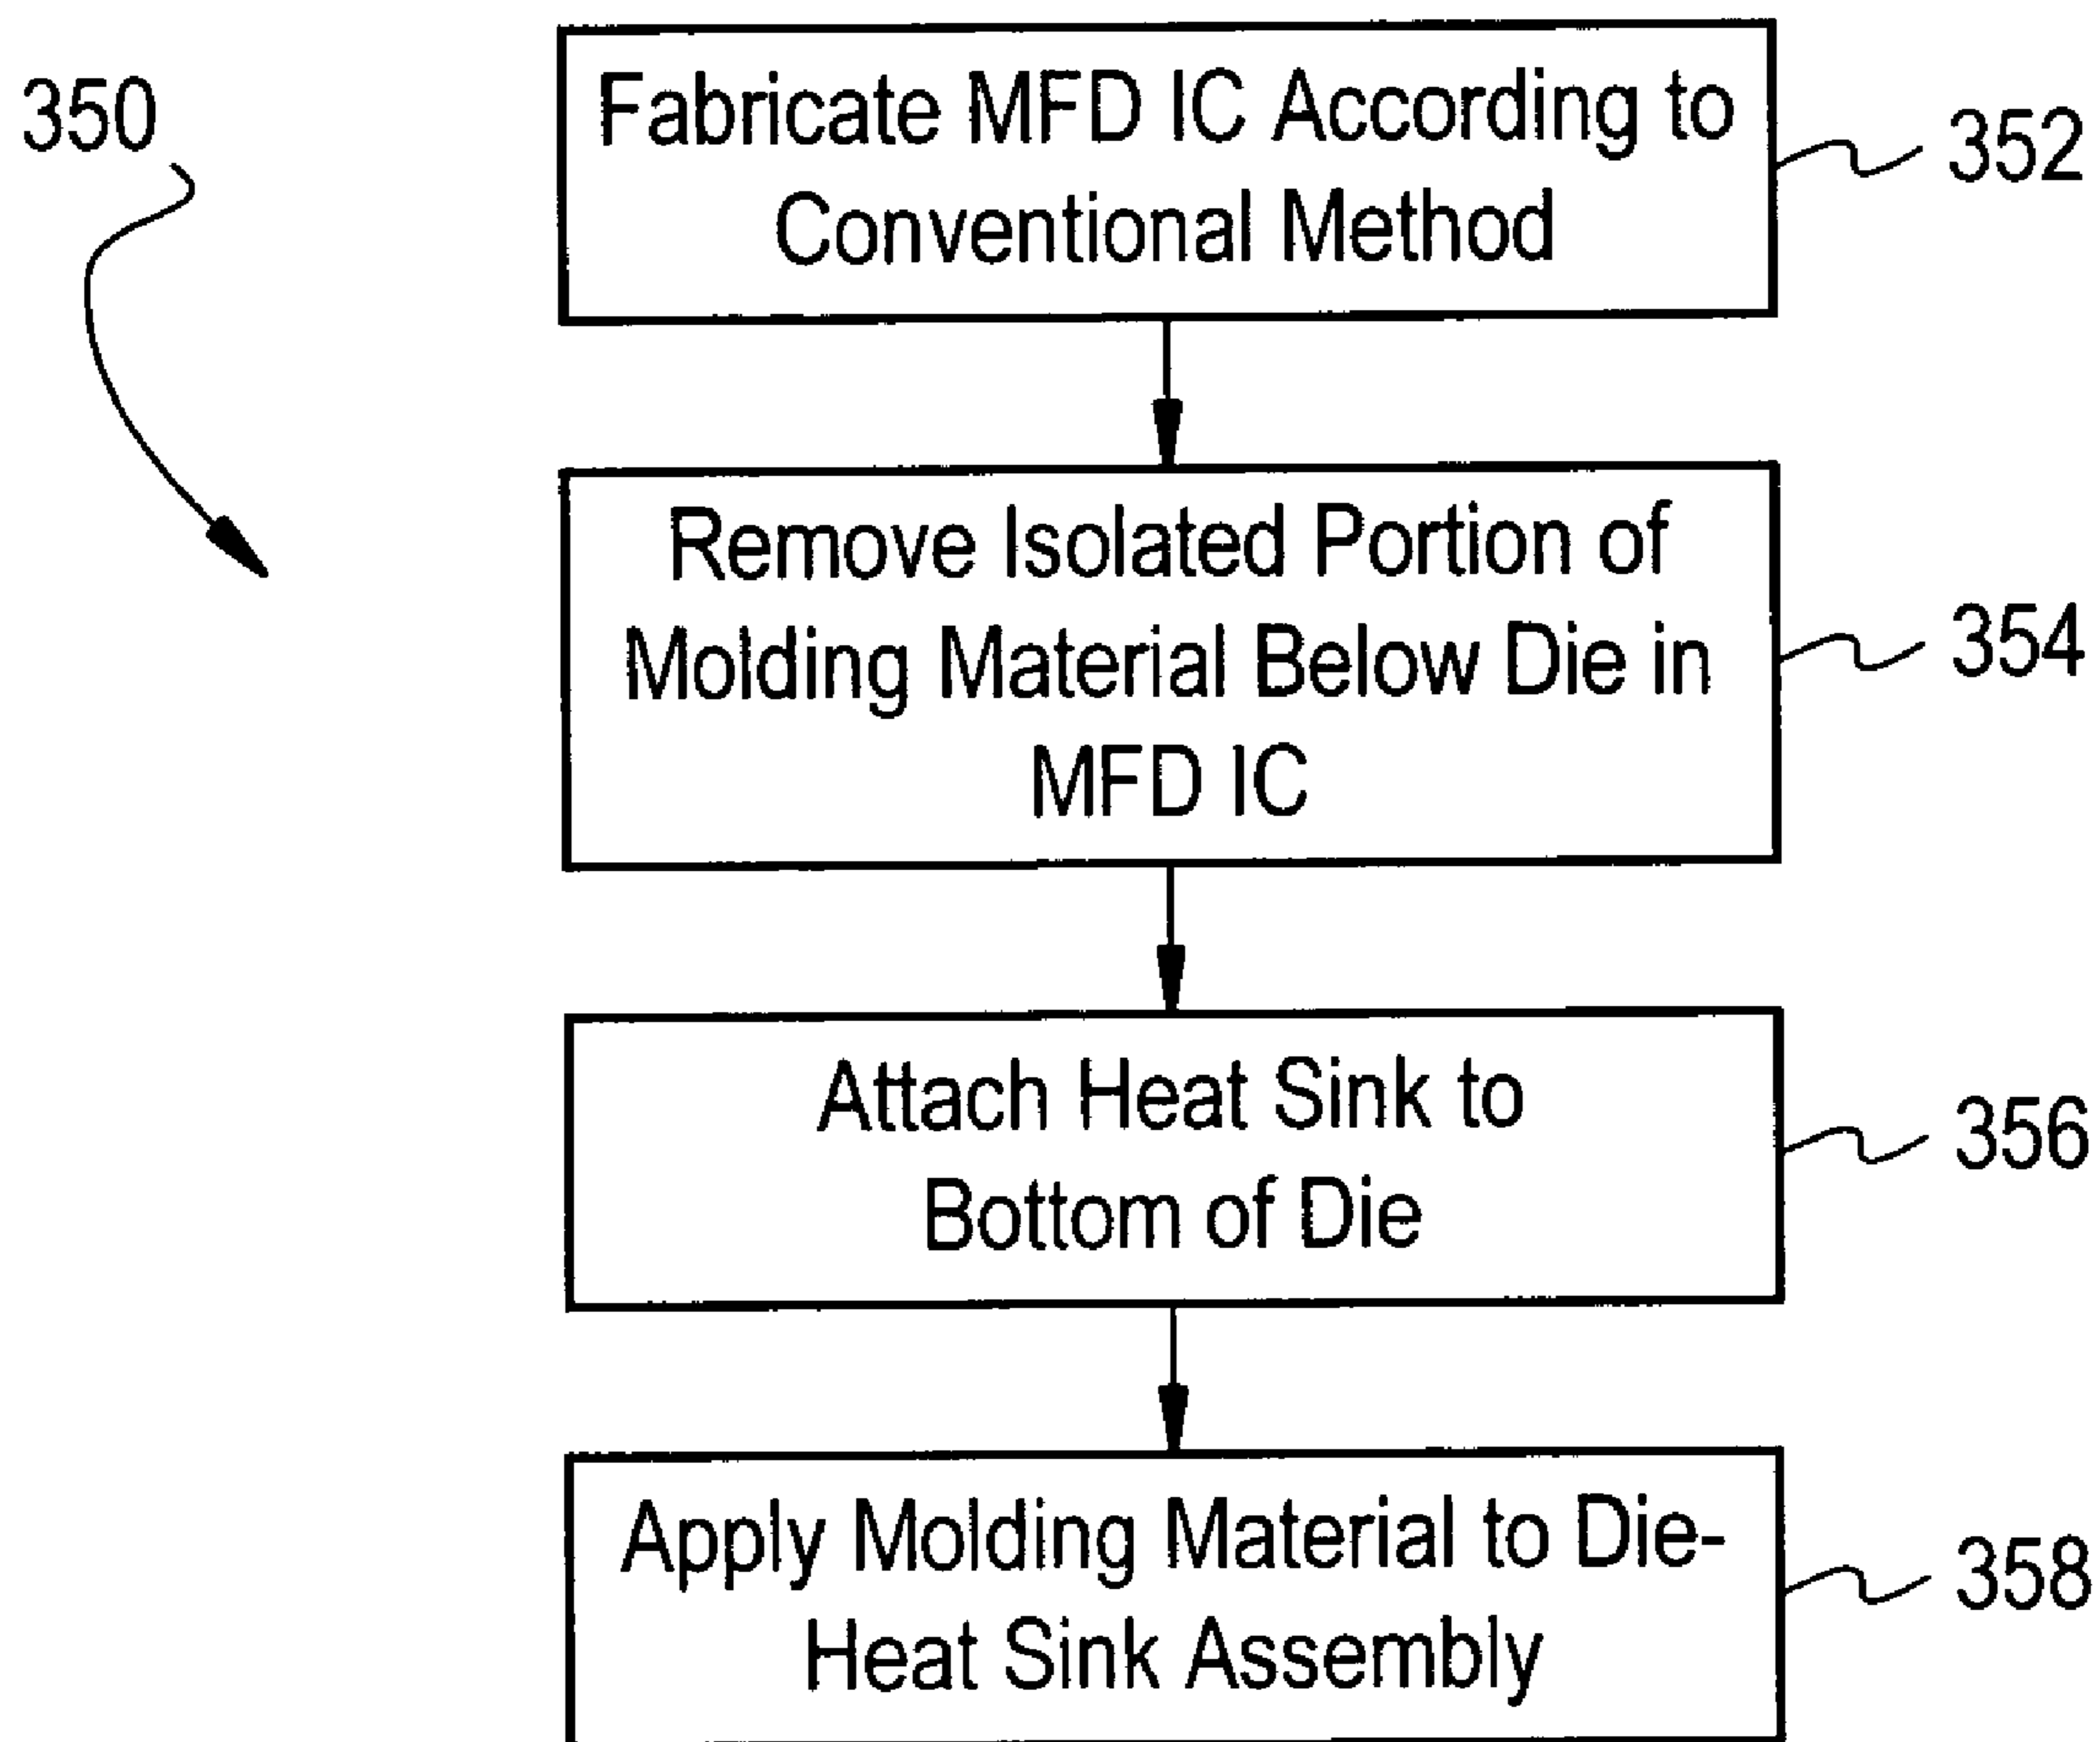 350
Fabricate MFD IC According to
Conventional Method
352
Remove Isolated Portion of
Molding Material Below Die in
MFD IC
354
Attach Heat Sink to
Bottom of Die
356
Apply Molding Material to Die-
Heat Sink Assembly
358